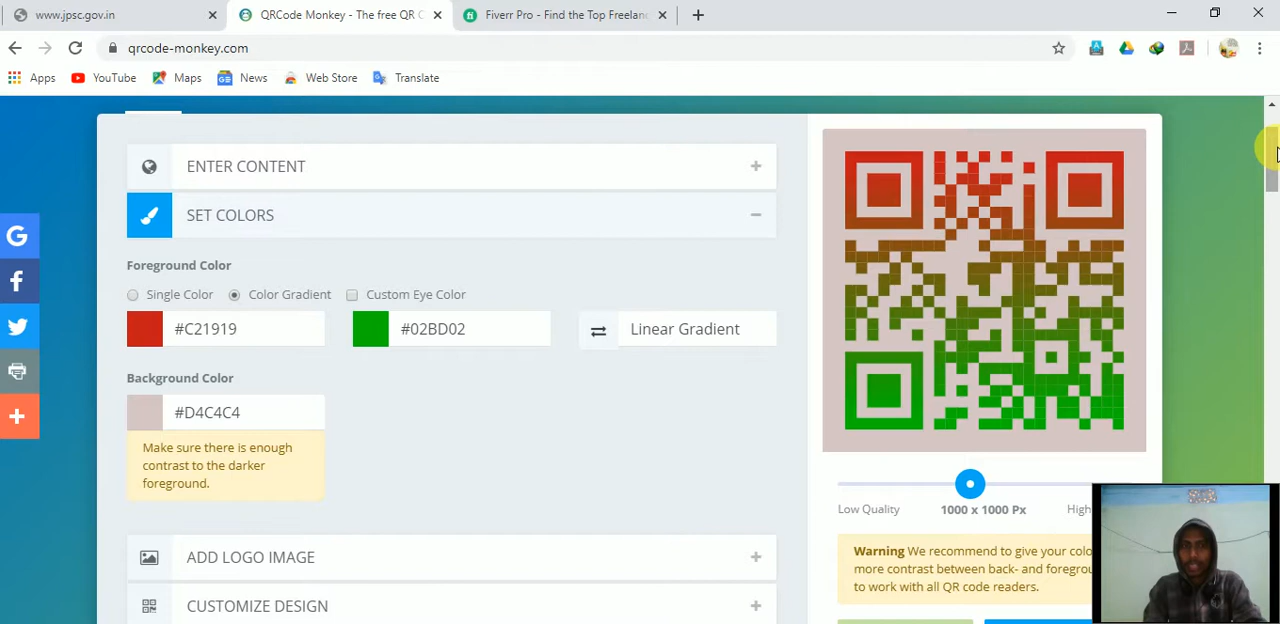 www.jpsc.gov.in
QRCode Monkey - The free QR C
Fiverr Pro - Find the Top Freelanc
qrcode-monkey.com
Apps
YouTube
Maps
News
Web Store
Translate
ENTER CONTENT
SET COLORS
Foreground Color
Single Color
Color Gradient
Custom Eye Color
#C21919
#02BD02
Linear Gradient
Background Color
#D4C4C4
Make sure there is enough
contrast to the darker
foreground.
Low Quality
1000 x 1000 Px
High
Warning We recommend to give your colo
more contrast between back- and foregrou
to work with all QR code readers.
ADD LOGO IMAGE
CUSTOMIZE DESIGN